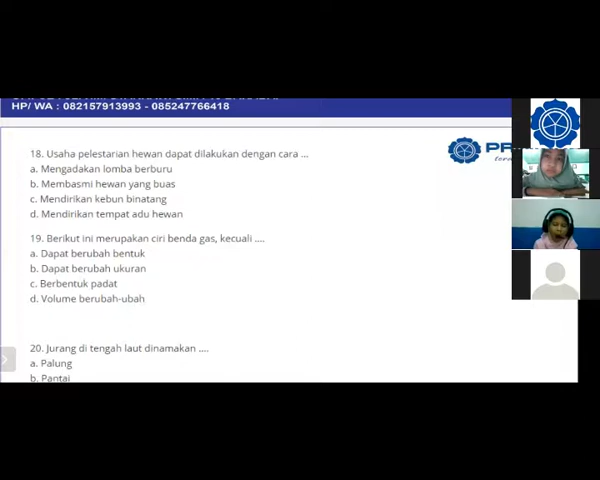 HP/ WA : 082157913993 - 085247766418
18. Usaha pelestarian hewan dapat dilakukan dengan cara ...
a. Mengadakan lomba berburu
b. Membasmi hewan yang buas
c. Mendirikan kebun binatang
d. Mendirikan tempat adu hewan
19. Berikut ini merupakan ciri benda gas, kecuali ....
a. Dapat berubah bentuk
b. Dapat berubah ukuran
c. Berbentuk padat
d. Volume berubah-ubah
20. Jurang di tengah laut dinamakan ....
a. Palung
b. Pantai